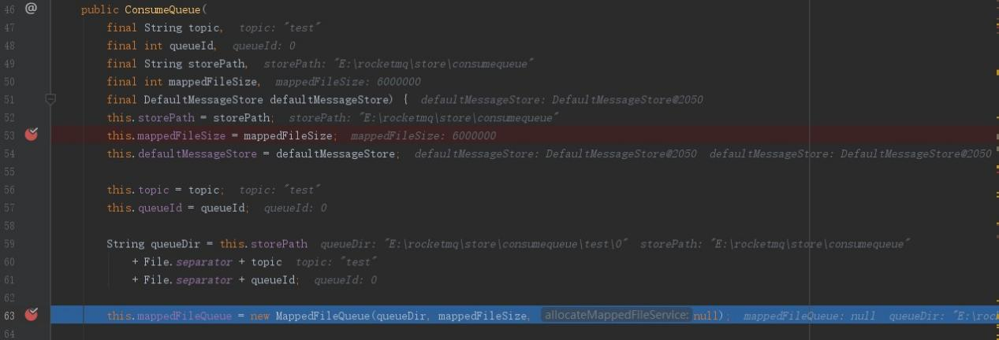 46 @ public ConsumeQueue(
47 final String topic, topic: "test"
48 final int queueId, queueId: 0
49 final String storePath, storePath: "E:\rocketmq\store\consumequeue"
50 final int mappedFileSize, mappedFileSize: 6000000
51 final DefaultMessageStore defaultMessageStore) { defaultMessageStore: DefaultMessageStore@2050
52 this.storePath = storePath; storePath: "E:\rocketmq\store\consumequeue"
53 this.mappedFileSize = mappedFileSize; mappedFileSize: 6000000
54 this.defaultMessageStore = defaultMessageStore; defaultMessageStore: DefaultMessageStore@2050 defaultMessageStore: DefaultMessageStore@2050
55
56 this.topic = topic; topic: "test"
57 this.queueId = queueId; queueId: 0
58
59 String queueDir = this.storePath queueDir: "E:\rocketmq\store\consumequeue\test\0" storePath: "E:\rocketmq\store\consumequeue"
60 + File.separator + topic topic: "test"
61 + File.separator + queueId; queueId: 0
62
63 this.mappedFileQueue = new MappedFileQueue(queueDir, mappedFileSize, allocateMappedFileService: null); mappedFileQueue: null queueDir: "E:\roc
64